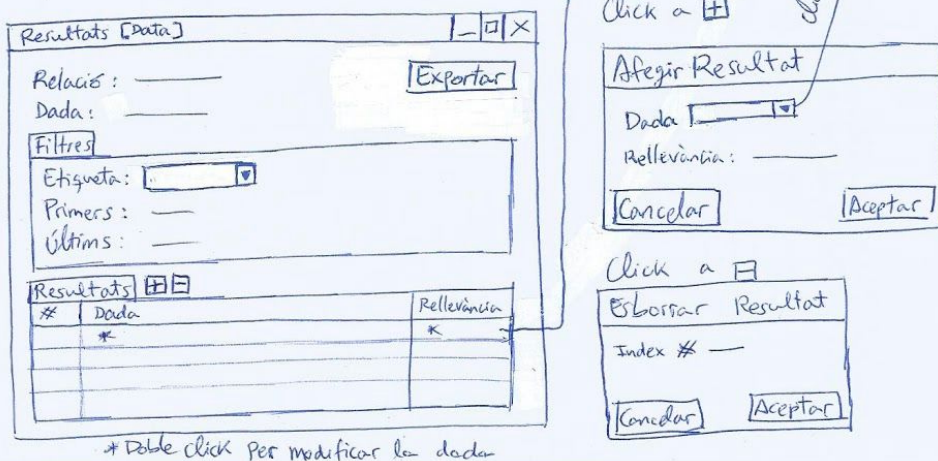 Resultats [Data]
Relació:
Exportar
Dada:
Filtres
Etiqueta:
Primers:
Últims:
Resultats + -
# Dada Rellevància
* *
* Doble click per modificar la dada
Click a +
Afegir Resultat
Dada
Rellevància:
Cancelar Aceptar
Click a -
Esborrar Resultat
Index #
Cancelar Aceptar